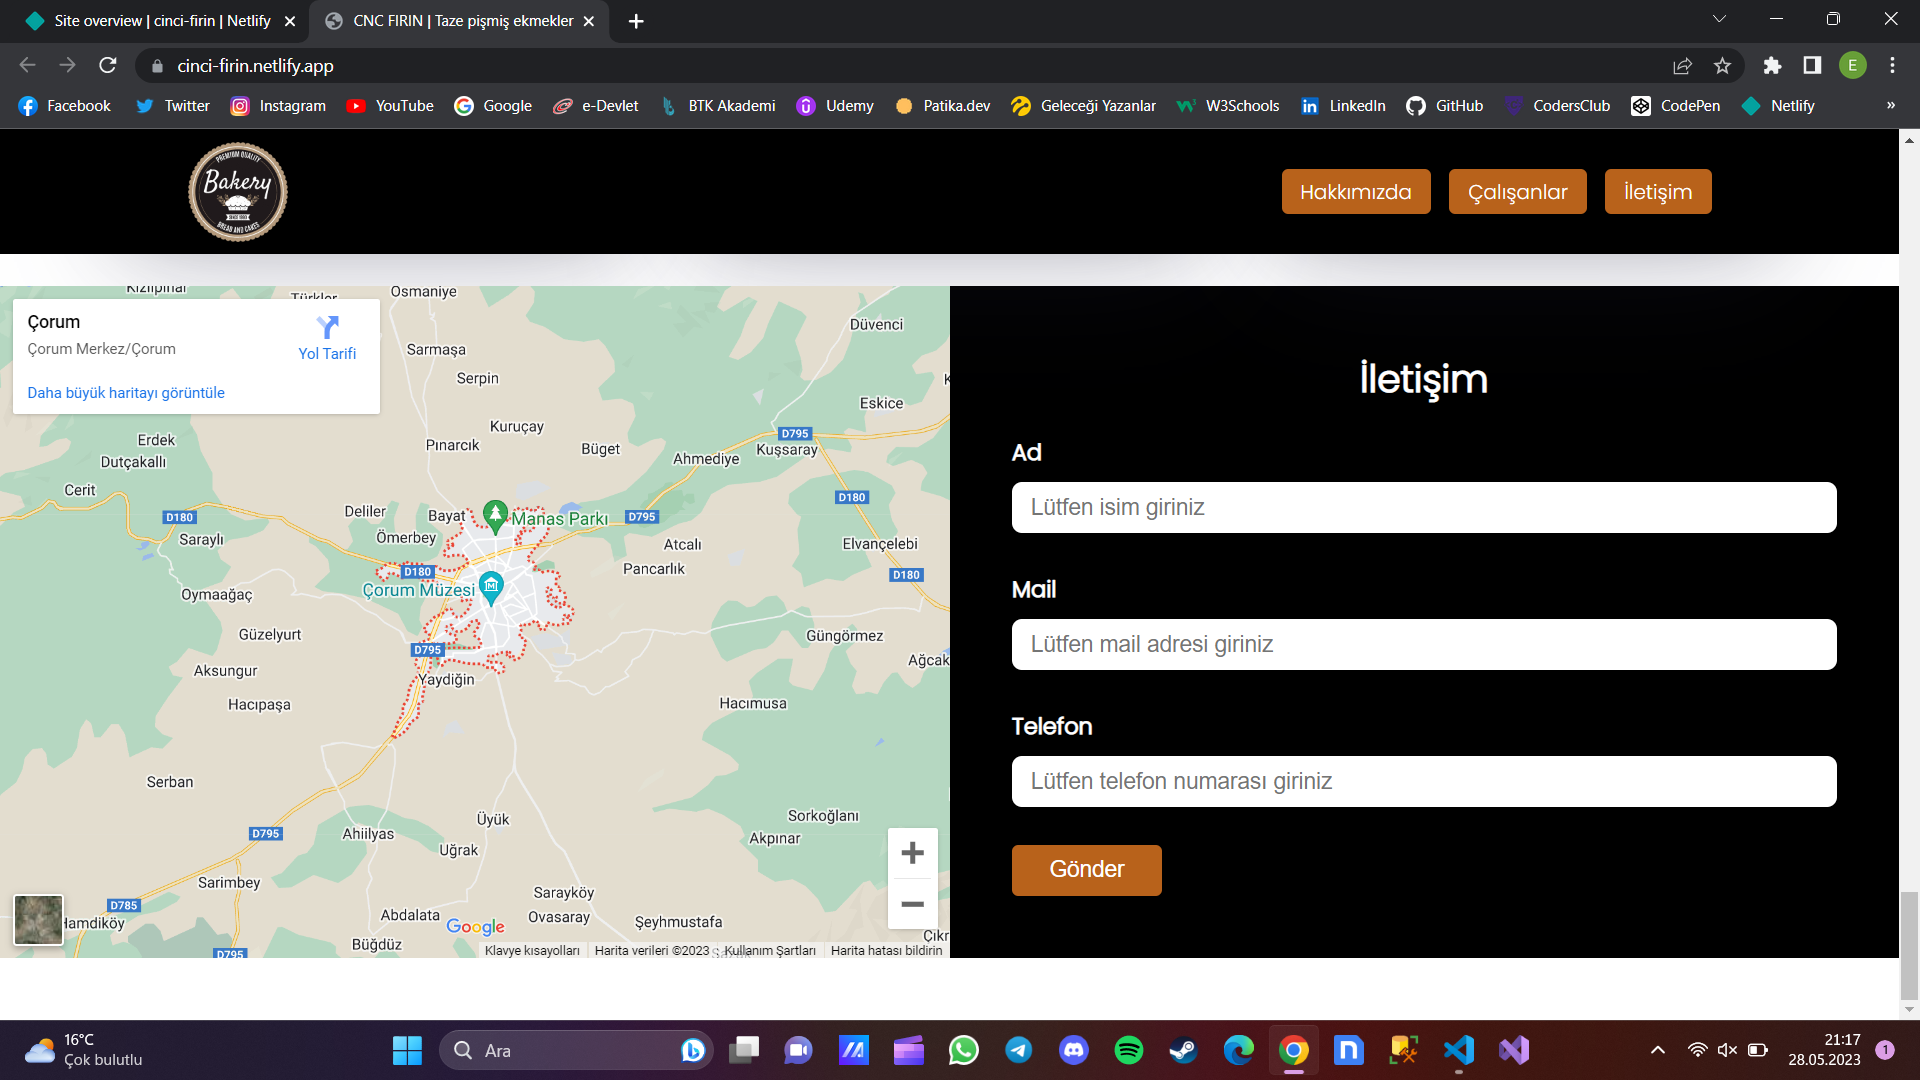 Site overview | cinci-firin | Netlify
CNC FIRIN | Taze pişmiş ekmekler
cinci-firin.netlify.app
E
Facebook
Twitter
Instagram
YouTube
Google
e-Devlet
BTK Akademi
Udemy
Patika.dev
Geleceği Yazanlar
W3Schools
LinkedIn
GitHub
CodersClub
CodePen
Netlify
»
PREMIUM QUALITY
Bakery
BREAD AND CAKES
Hakkımızda
Çalışanlar
İletişim
Çorum
Çorum Merkez/Çorum
Yol Tarifi
Daha büyük haritayı görüntüle
Kızılpınar
Türkler
Osmaniye
Düvenci
Sarmaşa
Serpin
Eskice
Kuruçay
Erdek
Pınarcık
Büget
D795
Kuşsaray
Ahmediye
Dutçakallı
Cerit
D180
Deliler
Bayat
Manas Parkı
D795
D180
Saraylı
Ömerbey
Atcalı
Elvançelebi
Pancarlık
D180
D180
Çorum Müzesi
Oymaağaç
Güzelyurt
Güngörmez
D795
Aksungur
Yaydiğin
Hacıpaşa
Hacımusa
Serban
Üyük
Sorkoğlanı
D795
Ahiilyas
Akpınar
Uğrak
Sarimbey
Sarayköy
D785
Hamdiköy
Abdalata
Ovasaray
Şeyhmustafa
Büğdüz
D795
Google
Klavye kısayolları
Harita verileri ©2023
Kullanım Şartları
Harita hatası bildirin
İletişim
Ad
Lütfen isim giriniz
Mail
Lütfen mail adresi giriniz
Telefon
Lütfen telefon numarası giriniz
Gönder
16°C
Çok bulutlu
Ara
21:17
28.05.2023
1